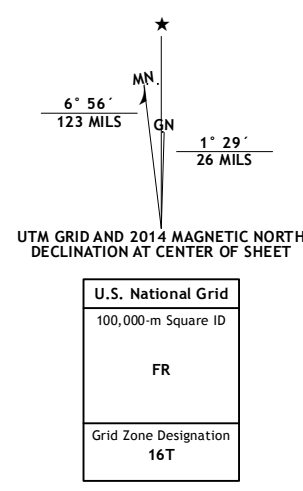 ★
MN
6° 56´
123 MILS
GN
1° 29´
26 MILS
UTM GRID AND 2014 MAGNETIC NORTH
DECLINATION AT CENTER OF SHEET
U.S. National Grid
100,000-m Square ID
FR
Grid Zone Designation
16T